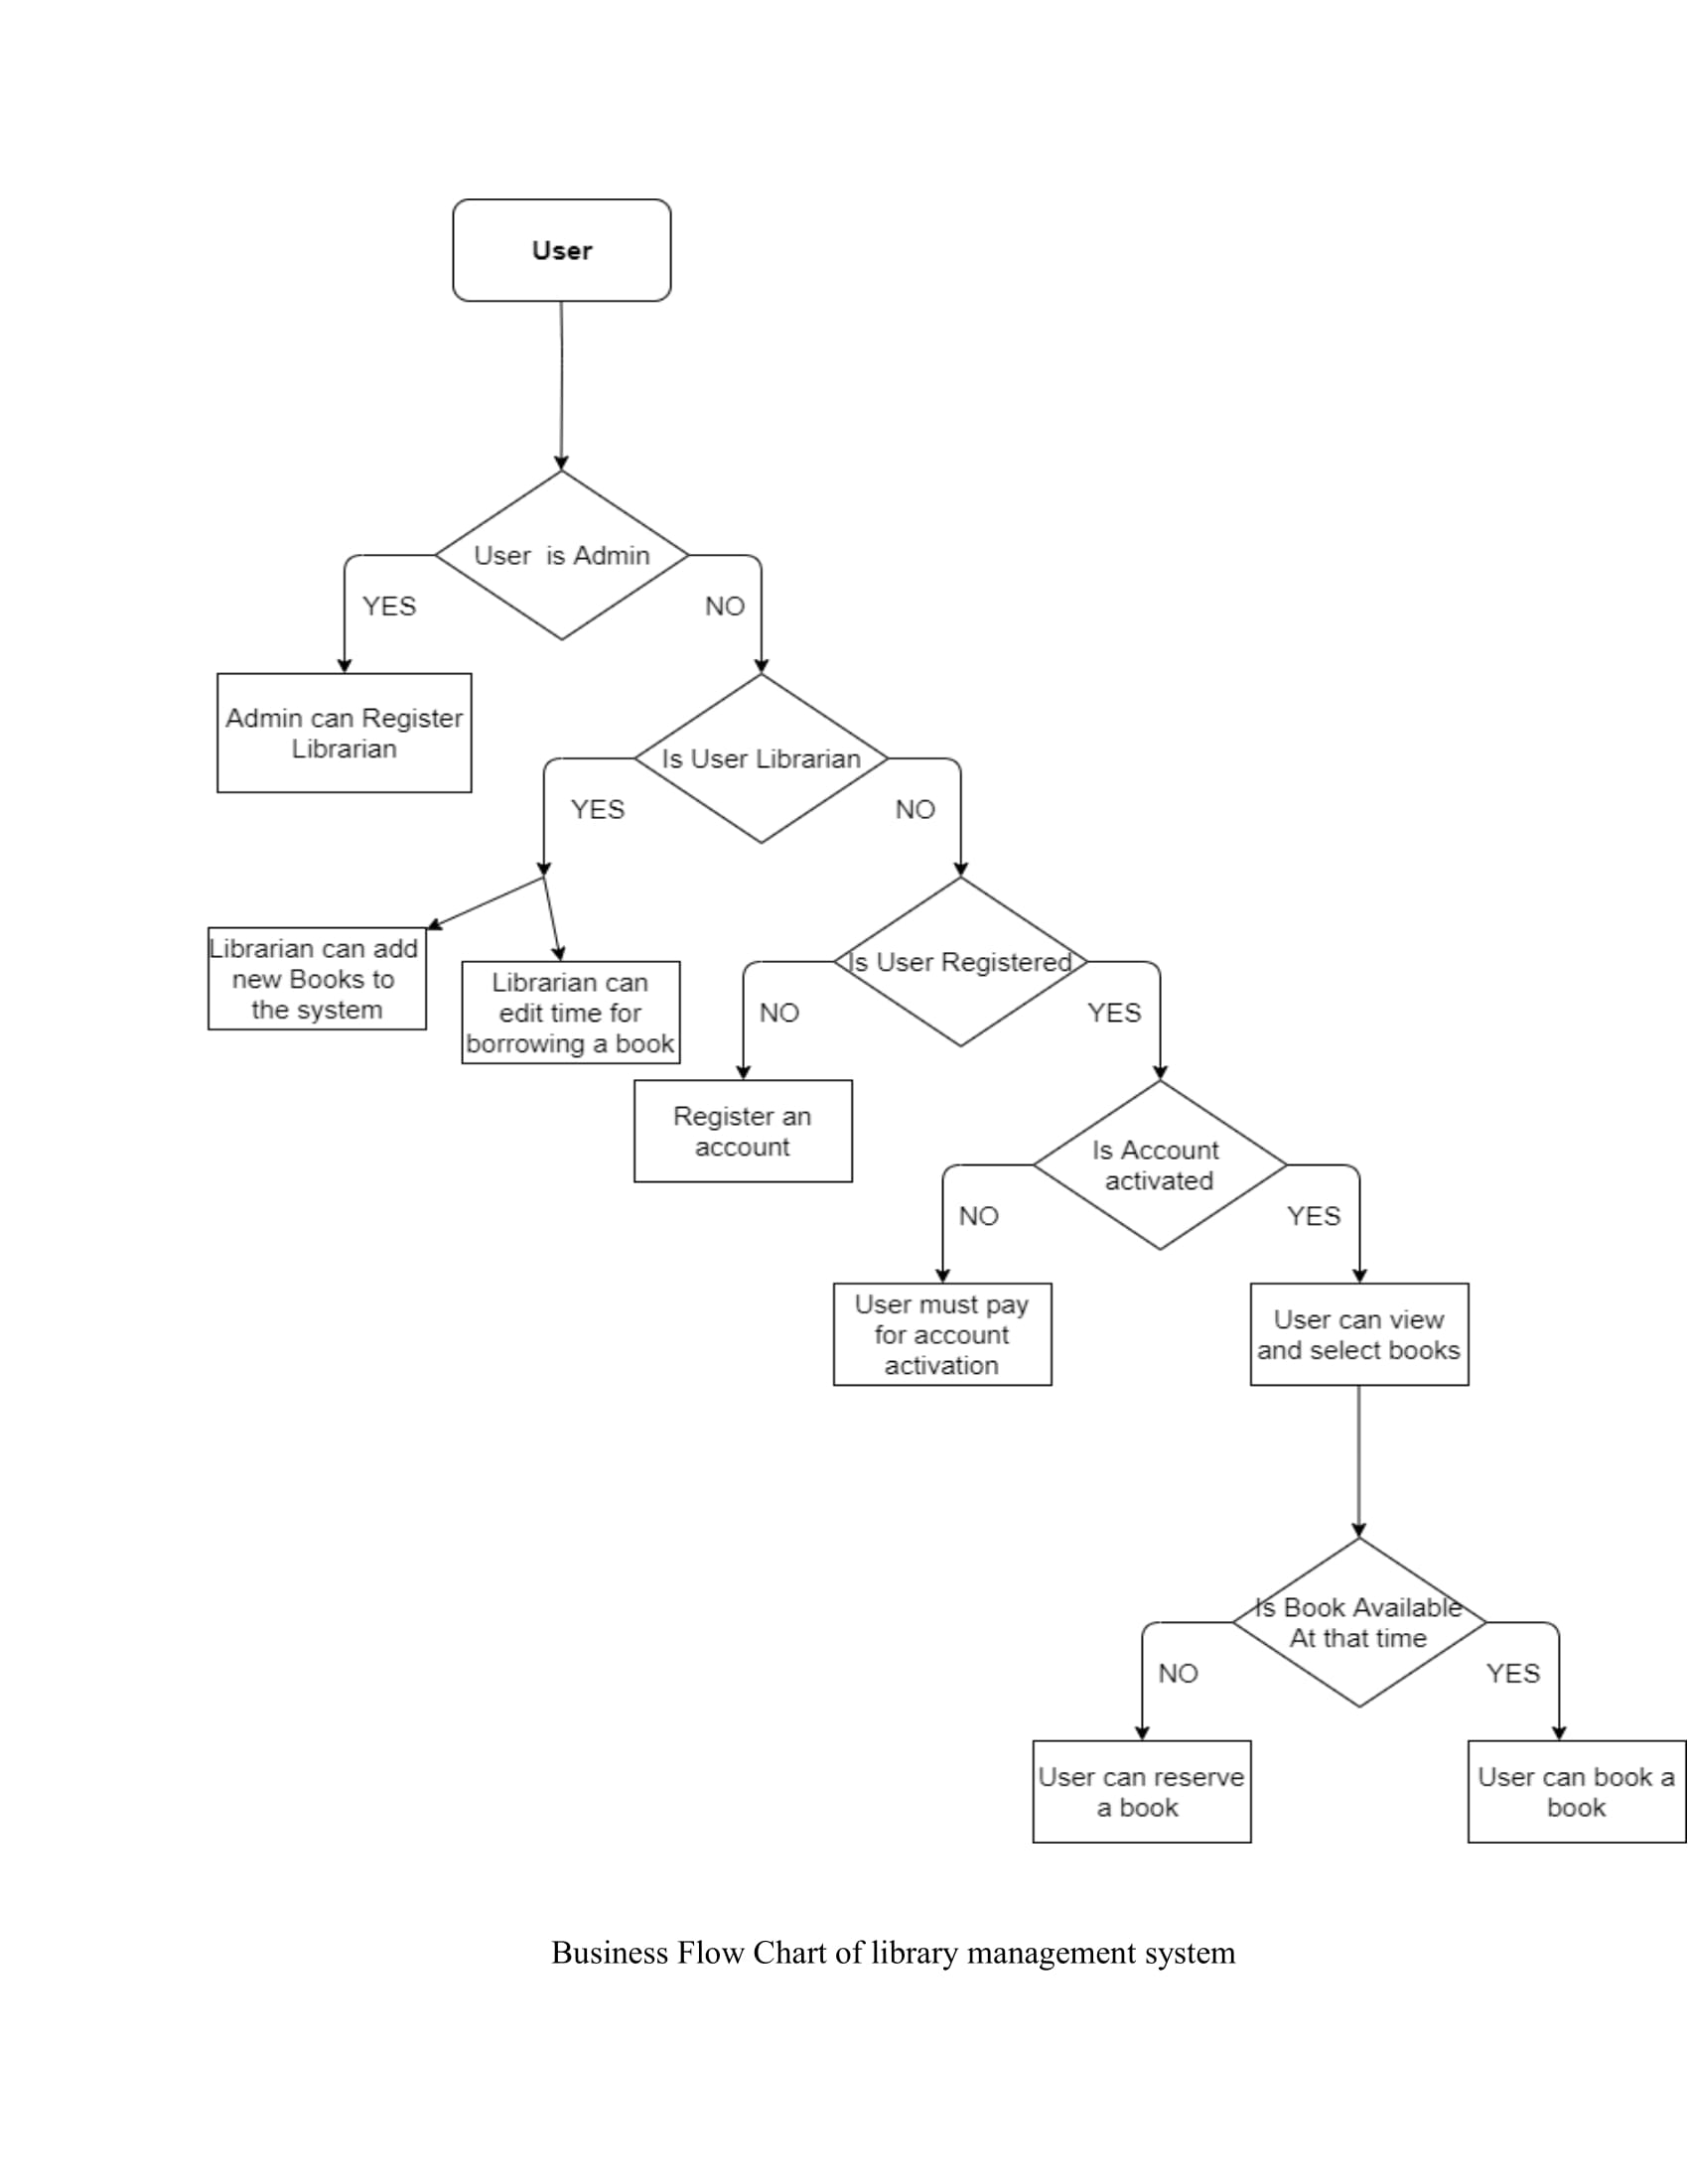 User
User  is Admin
YES
NO
Admin can Register
Librarian
Is User Librarian
YES
NO
Librarian can add
new Books to
the system
Librarian can
edit time for
borrowing a book
Is User Registered
NO
YES
Register an
account
Is Account
activated
NO
YES
User must pay
for account
activation
User can view
and select books
Is Book Available
At that time
NO
YES
User can reserve
a book
User can book a
book
Business Flow Chart of library management system